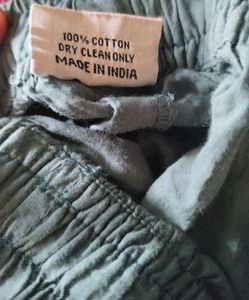 100% COTTON
DRY CLEAN ONLY
MADE IN INDIA